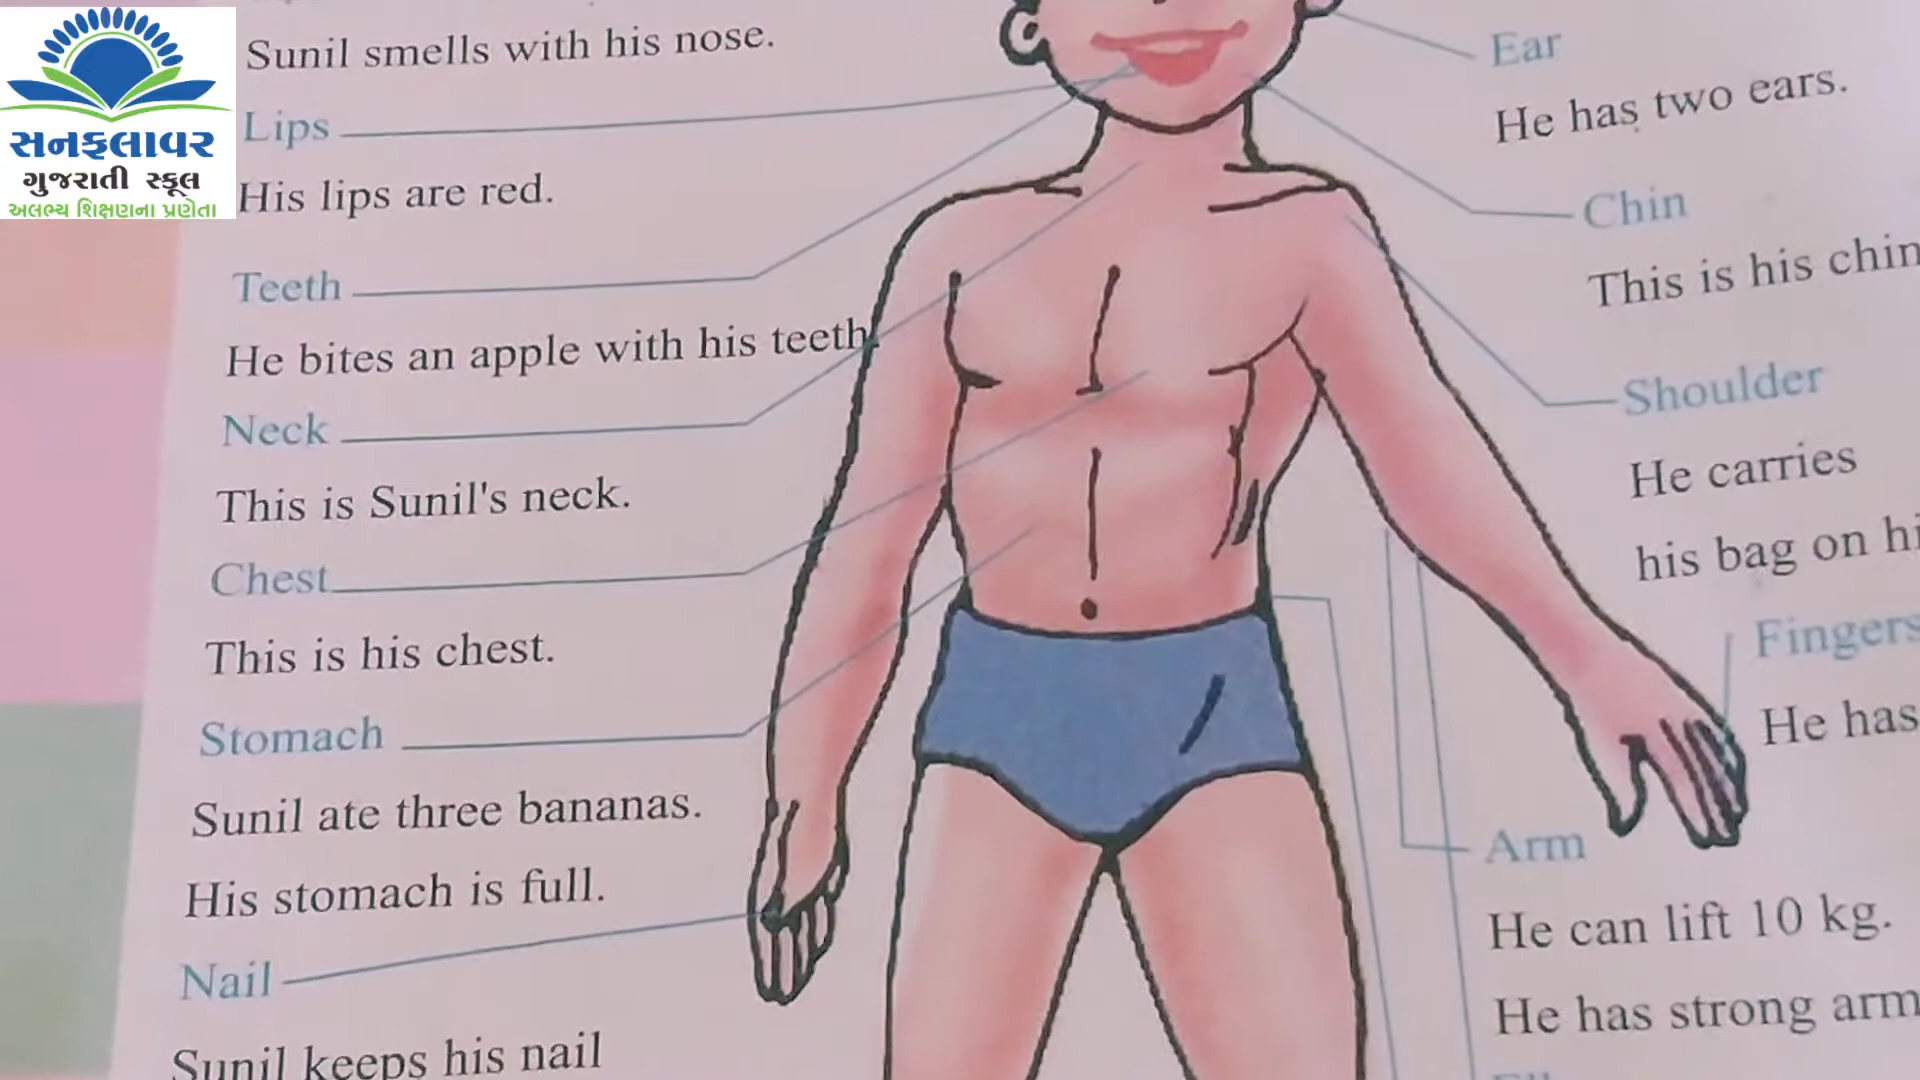 સનફલાવર
ગુજરાતી સ્કૂલ
અલભ્ય શિક્ષણના પ્રણેતા
Sunil smells with his nose.
Lips
His lips are red.
Teeth
He bites an apple with his teeth
Neck
This is Sunil's neck.
Chest
This is his chest.
Stomach
Sunil ate three bananas.
His stomach is full.
Nail
Sunil keeps his nail
Ear
He has two ears.
Chin
This is his chin
Shoulder
He carries
his bag on hi
Fingers
He has
Arm
He can lift 10 kg.
He has strong arm